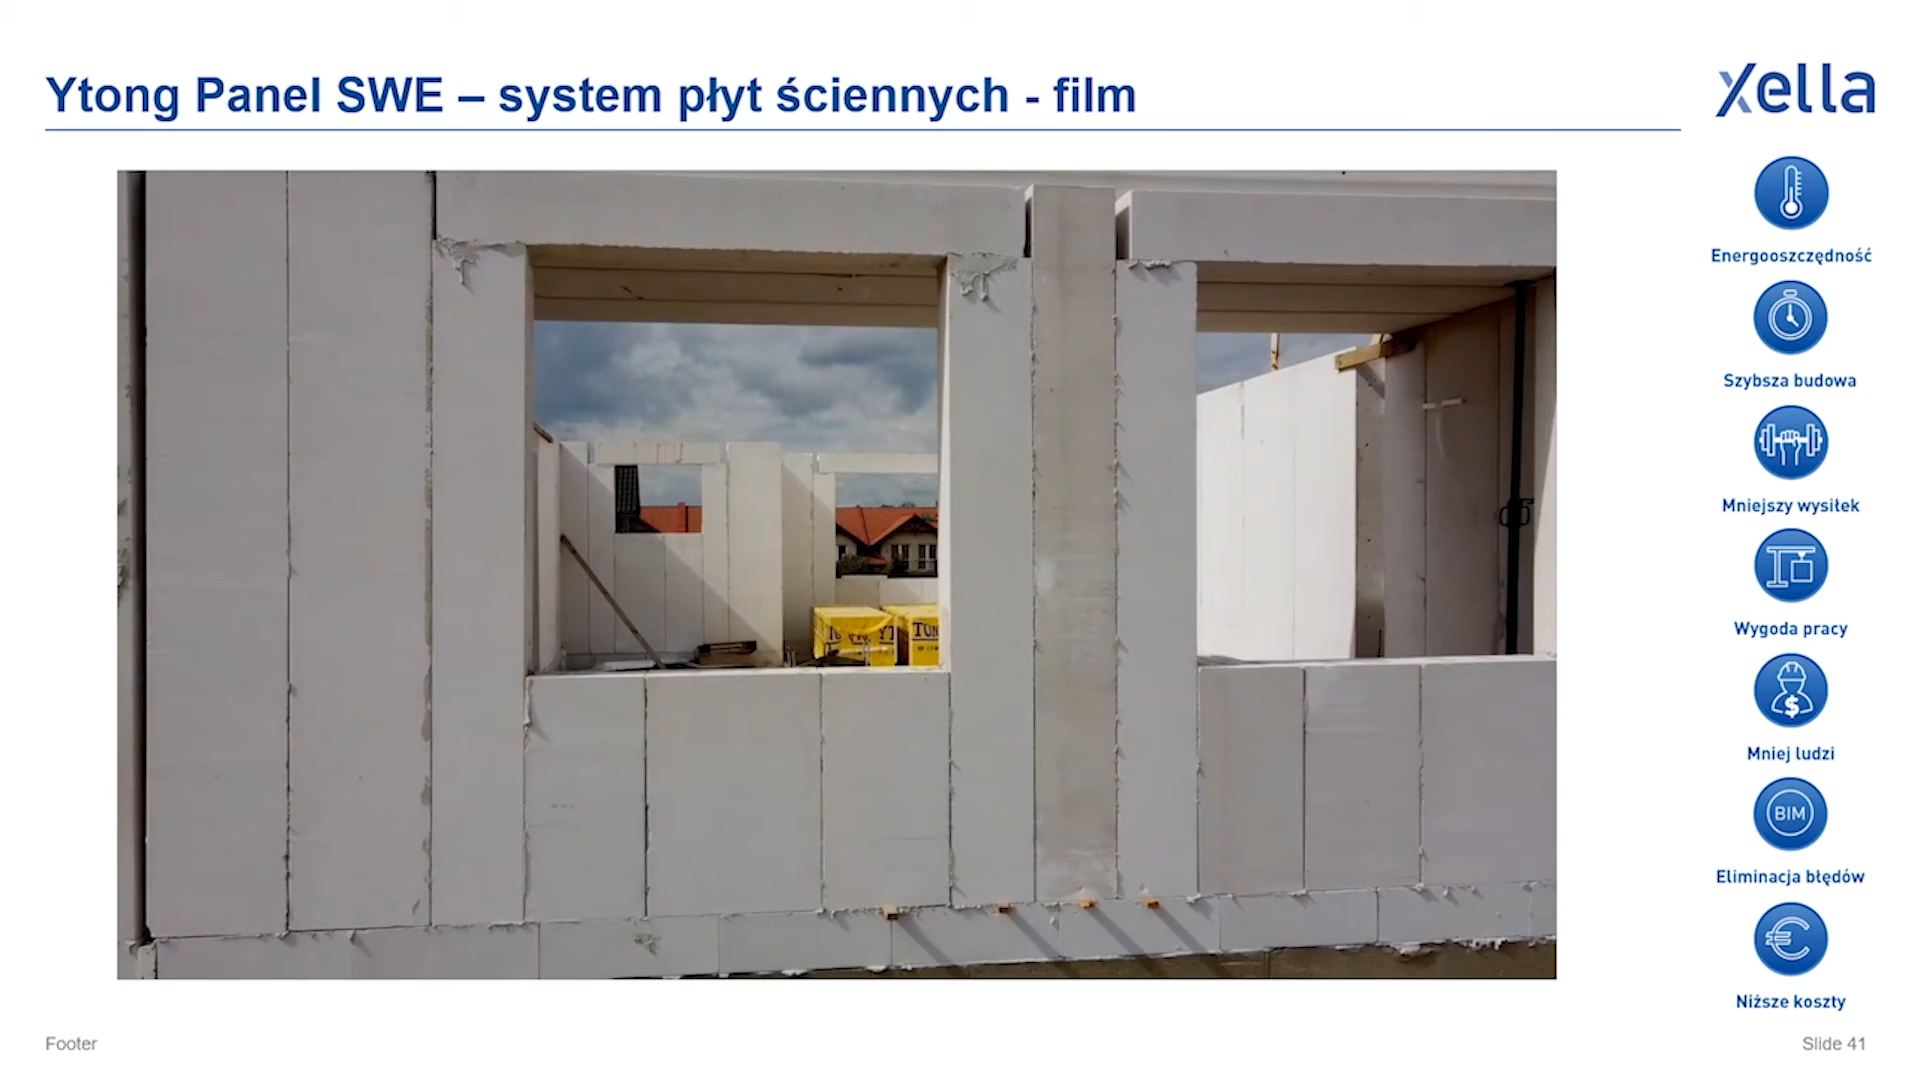 Ytong Panel SWE – system płyt ściennych - film
Xella
Energooszczędność
Szybsza budowa
Mniejszy wysiłek
Wygoda pracy
Mniej ludzi
BIM
Eliminacja błędów
Niższe koszty
Footer
Slide 41